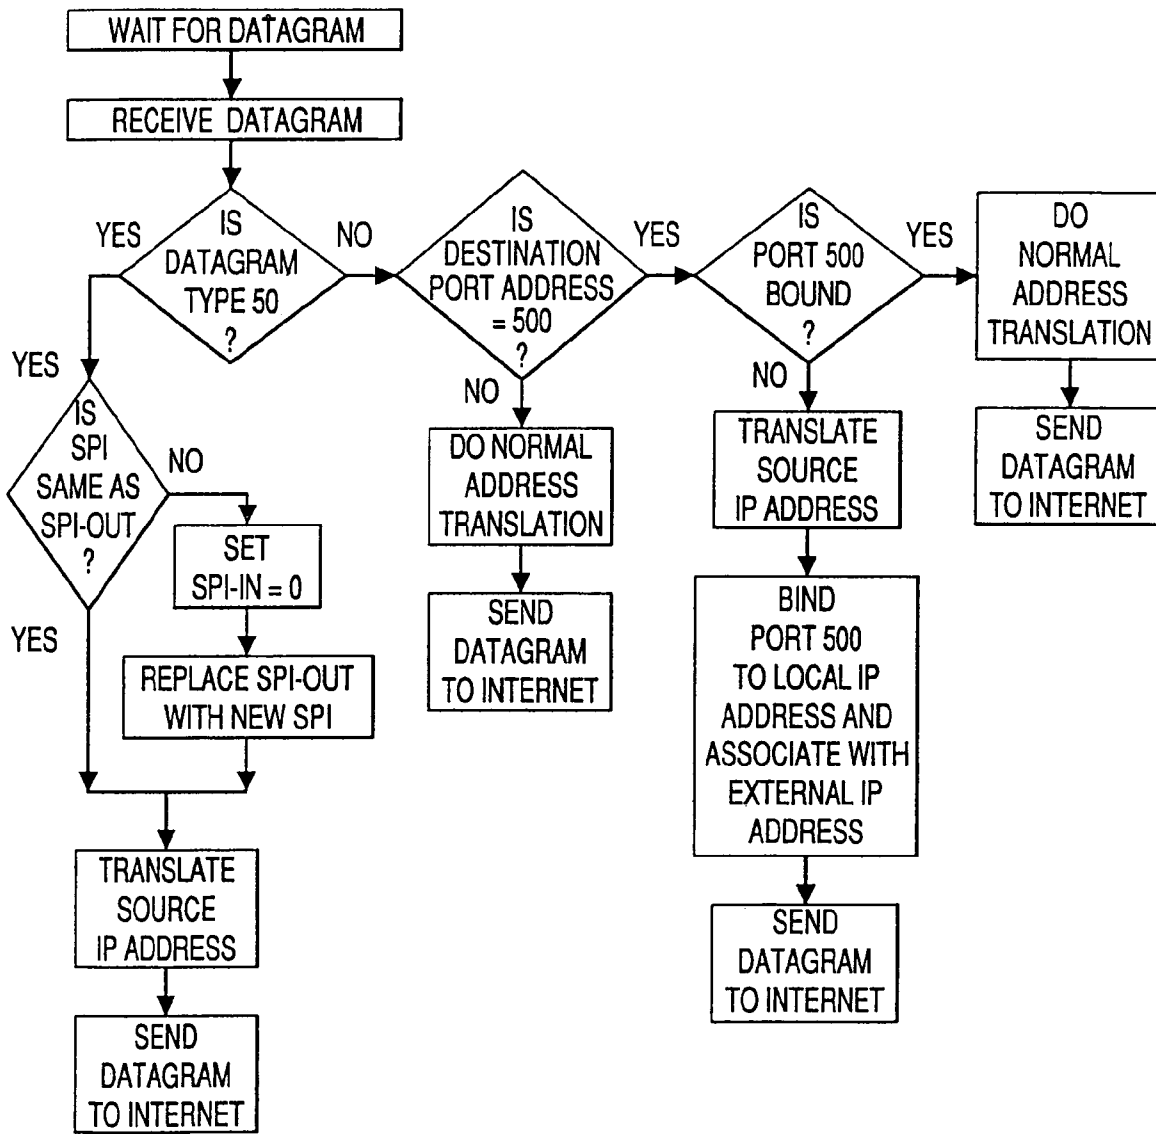 WAIT FOR DATAGRAM
RECEIVE DATAGRAM
YES
IS
DATAGRAM
TYPE 50
?
NO
IS
DESTINATION
PORT ADDRESS
= 500
?
YES
IS
PORT 500
BOUND
?
YES
DO
NORMAL
ADDRESS
TRANSLATION
SEND
DATAGRAM
TO INTERNET
YES
IS
SPI
SAME AS
SPI-OUT
?
NO
SET
SPI-IN = 0
REPLACE SPI-OUT
WITH NEW SPI
YES
TRANSLATE
SOURCE
IP ADDRESS
SEND
DATAGRAM
TO INTERNET
NO
DO NORMAL
ADDRESS
TRANSLATION
SEND
DATAGRAM
TO INTERNET
NO
TRANSLATE
SOURCE
IP ADDRESS
BIND
PORT 500
TO LOCAL IP
ADDRESS AND
ASSOCIATE WITH
EXTERNAL IP
ADDRESS
SEND
DATAGRAM
TO INTERNET